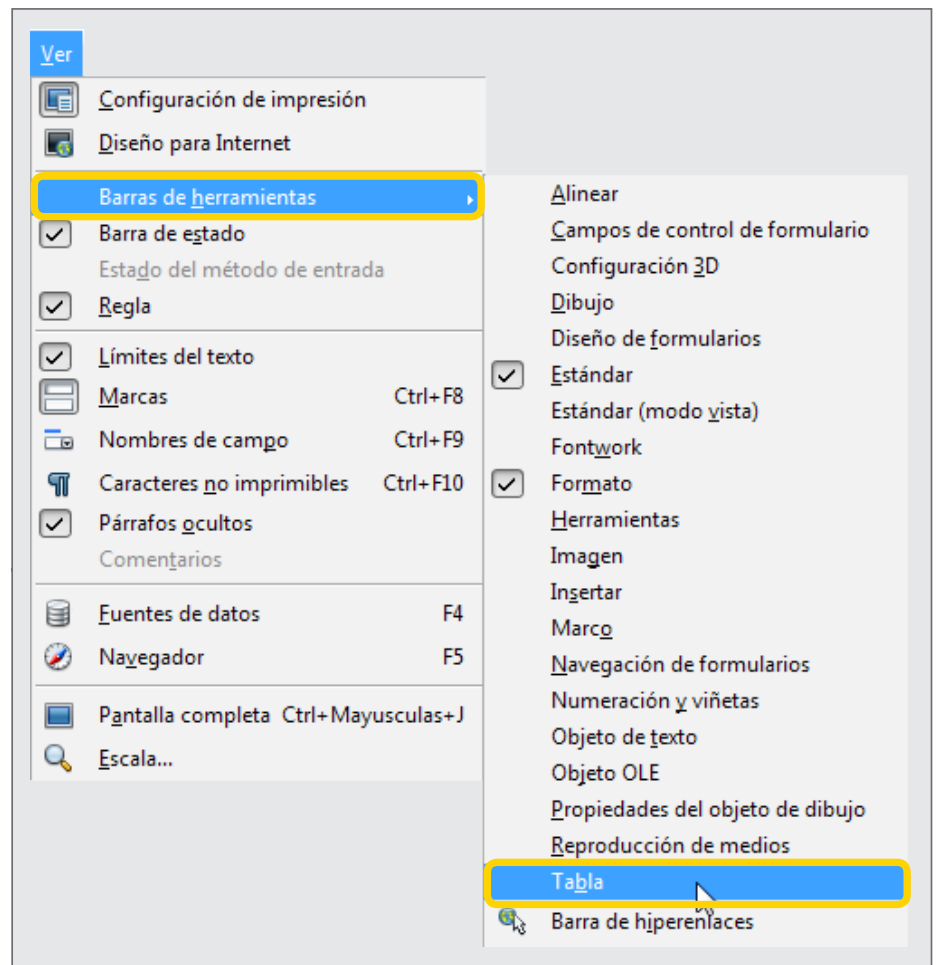 Ver
Configuración de impresión
Diseño para Internet
Barras de herramientas
Barra de estado
Estado del método de entrada
Regla
Límites del texto
Marcas Ctrl+F8
Nombres de campo Ctrl+F9
Caracteres no imprimibles Ctrl+F10
Párrafos ocultos
Comentarios
Fuentes de datos F4
Navegador F5
Pantalla completa Ctrl+Mayusculas+J
Escala...
Alinear
Campos de control de formulario
Configuración 3D
Dibujo
Diseño de formularios
Estándar
Estándar (modo vista)
Fontwork
Formato
Herramientas
Imagen
Insertar
Marco
Navegación de formularios
Numeración y viñetas
Objeto de texto
Objeto OLE
Propiedades del objeto de dibujo
Reproducción de medios
Tabla
Barra de hiperenlaces